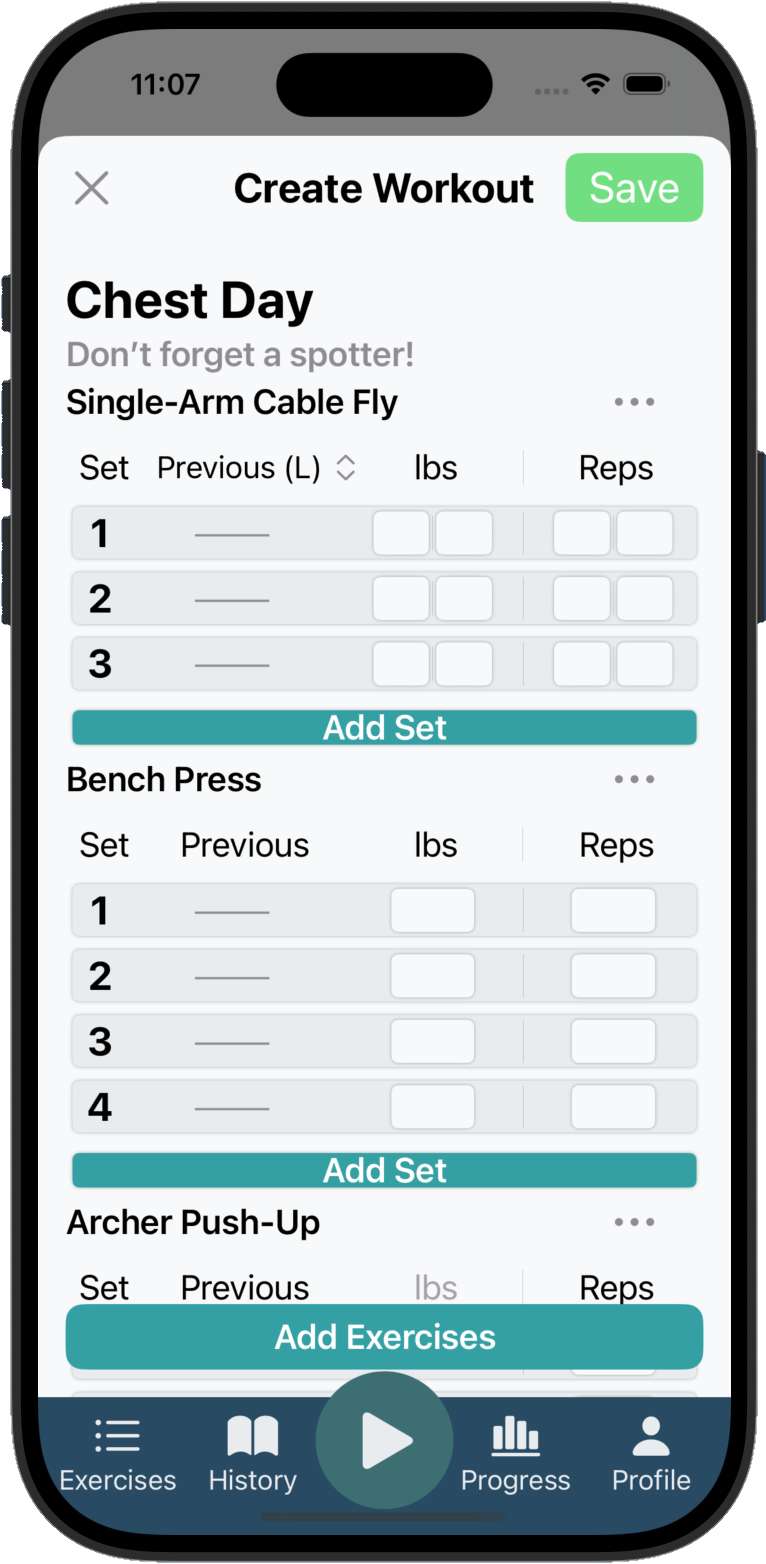 11:07
Create Workout Save
Chest Day
Don’t forget a spotter!
Single-Arm Cable Fly
Set Previous (L) lbs Reps
1
2
3
Add Set
Bench Press
Set Previous lbs Reps
1
2
3
4
Add Set
Archer Push-Up
Set Previous lbs Reps
Add Exercises
Exercises History Progress Profile